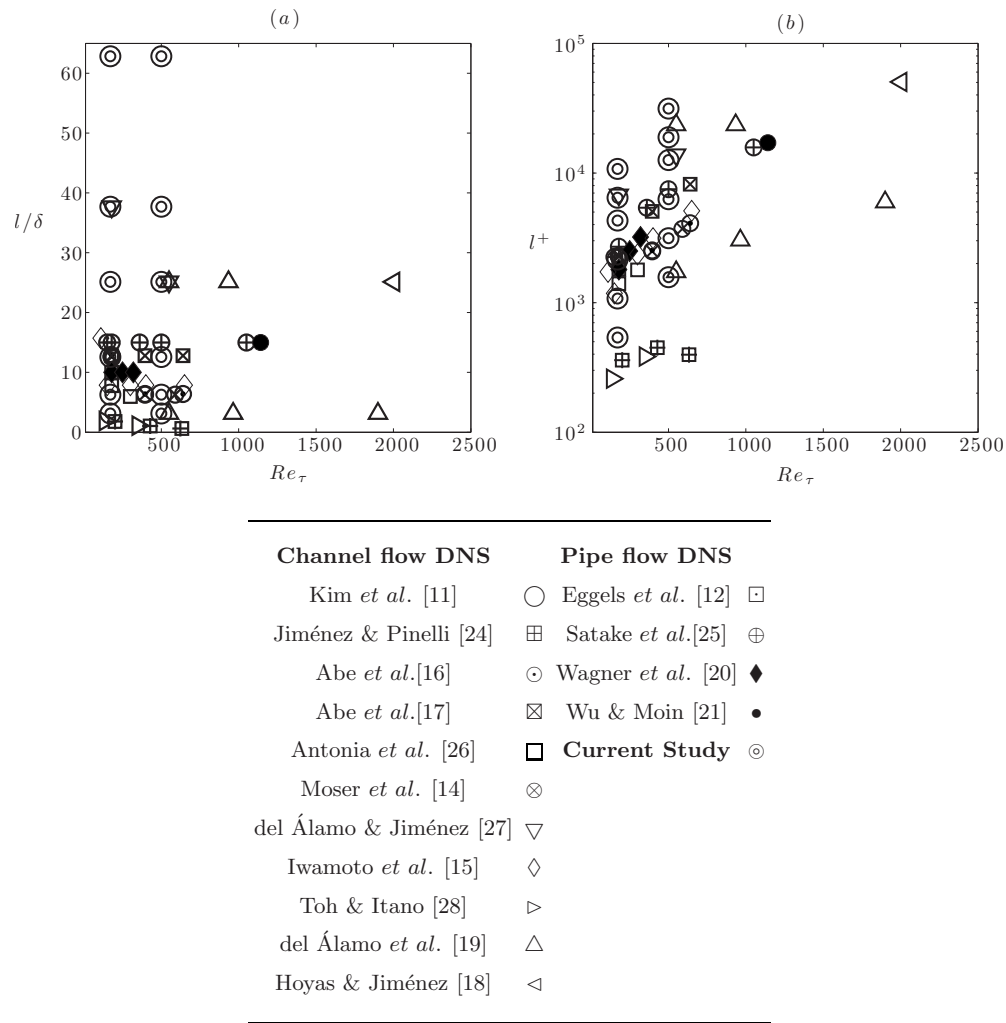 (a)
60
50
40
30
20
10
0
l/δ
500 1000 1500 2000 2500
Re_τ
(b)
10^5
10^4
10^3
10^2
l^+
500 1000 1500 2000 2500
Re_τ
Channel flow DNS Pipe flow DNS
Kim et al. [11] ○ Eggels et al. [12] ⊡
Jiménez & Pinelli [24] ⊞ Satake et al.[25] ⊕
Abe et al.[16] ⊙ Wagner et al. [20] ♦
Abe et al.[17] ⊠ Wu & Moin [21] •
Antonia et al. [26] □ Current Study ⊚
Moser et al. [14] ⊗
del Álamo & Jiménez [27] ▽
Iwamoto et al. [15] ◇
Toh & Itano [28] ▷
del Álamo et al. [19] △
Hoyas & Jiménez [18] ◁